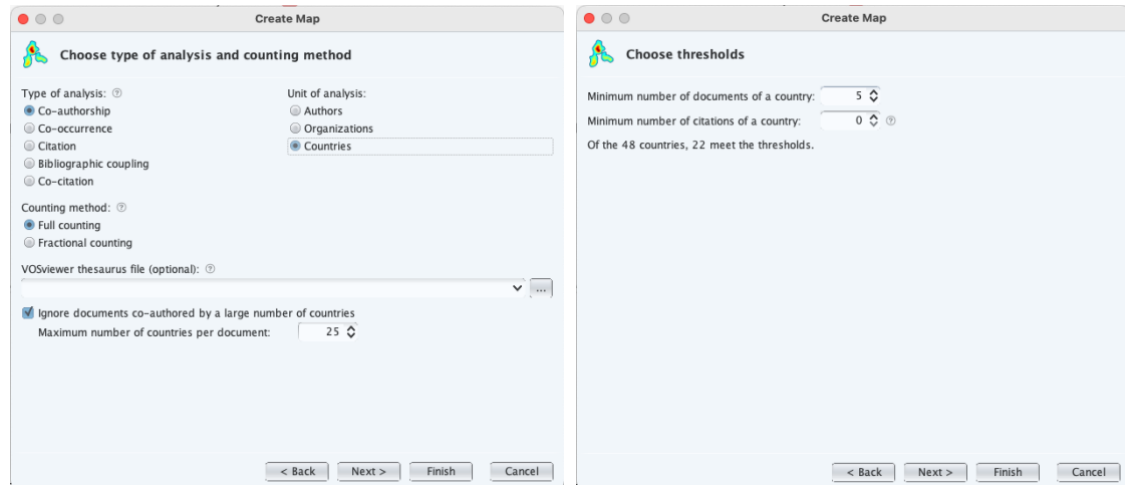 Create Map
Choose type of analysis and counting method
Type of analysis:
Unit of analysis:
Co-authorship
Authors
Co-occurrence
Organizations
Citation
Countries
Bibliographic coupling
Co-citation
Counting method:
Full counting
Fractional counting
VOSviewer thesaurus file (optional):
...
Ignore documents co-authored by a large number of countries
Maximum number of countries per document: 25
< Back Next > Finish Cancel
Create Map
Choose thresholds
Minimum number of documents of a country: 5
Minimum number of citations of a country: 0
Of the 48 countries, 22 meet the thresholds.
< Back Next > Finish Cancel